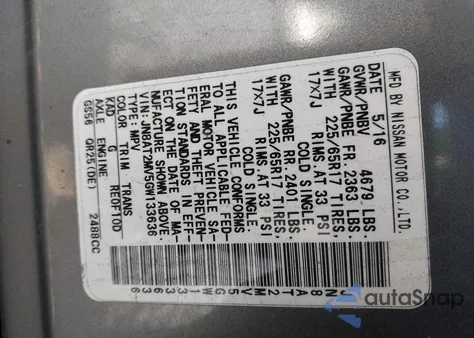 MFD BY NISSAN MOTOR CO.,LTD.
DATE 5/16
GVWR/PNBV 4679 LBS.
GAWR/PNBE FR. 2363 LBS.
WITH 225/65R17 TIRES,
17X7J RIMS.AT 33 PSI
COLD SINGLE.
GAWR/PNBE RR. 2401 LBS.
WITH 225/65R17 TIRES,
17X7J RIMS.AT 33 PSI
COLD SINGLE.
THIS VEHICLE CONFORMS
TO ALL APPLICABLE FED
ERAL MOTOR VEHICLE SA-
FETY AND THEFT PREVEN-
TION STANDARDS IN EFF-
ECT ON THE DATE OF MA-
NUFACTURE SHOWN ABOVE.
VIN:JN8AT2MV5GW133636
TYPE: MPV
COLOR TRIM TRANS
KAD G RE0F10D
AXLE ENGINE
GS56 QR25(DE) 2488CC
JN8AT2MV5GW133636
autoSnap